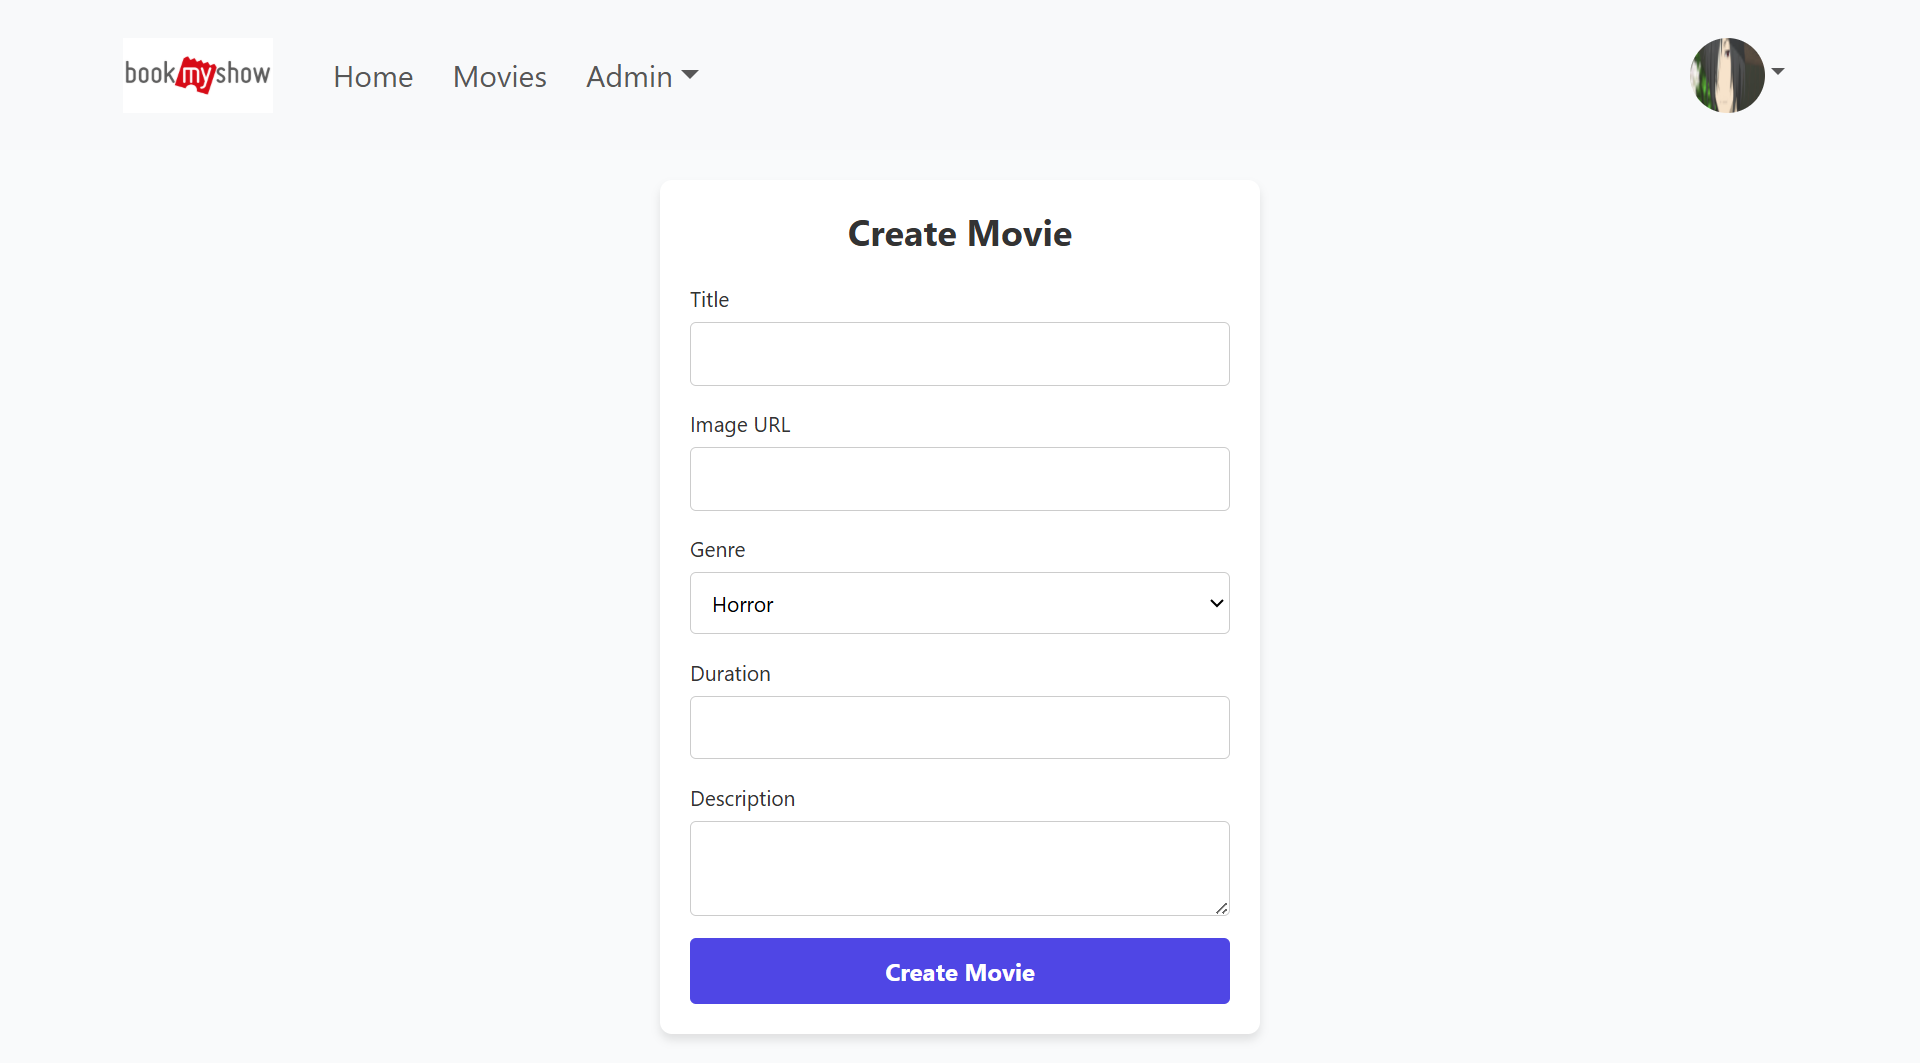 bookmyshow
Home Movies Admin
Create Movie
Title
Image URL
Genre
Horror
Duration
Description
Create Movie